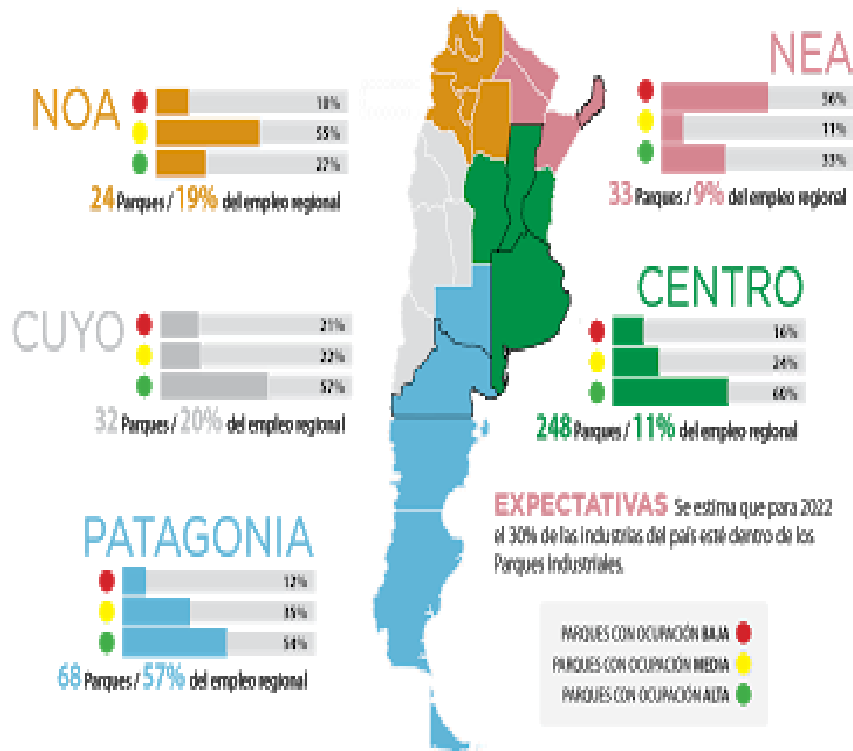 NOA
18%
55%
27%
24 Parques / 19% del empleo regional
NEA
56%
11%
33%
33 Parques / 9% del empleo regional
CUYO
21%
22%
57%
32 Parques / 20% del empleo regional
CENTRO
16%
24%
60%
248 Parques / 11% del empleo regional
PATAGONIA
12%
35%
54%
68 Parques / 57% del empleo regional
EXPECTATIVAS Se estima que para 2022
el 30% de las industrias del país esté dentro de los
Parques Industriales.
PARQUES CON OCUPACIÓN BAJA
PARQUES CON OCUPACIÓN MEDIA
PARQUES CON OCUPACIÓN ALTA